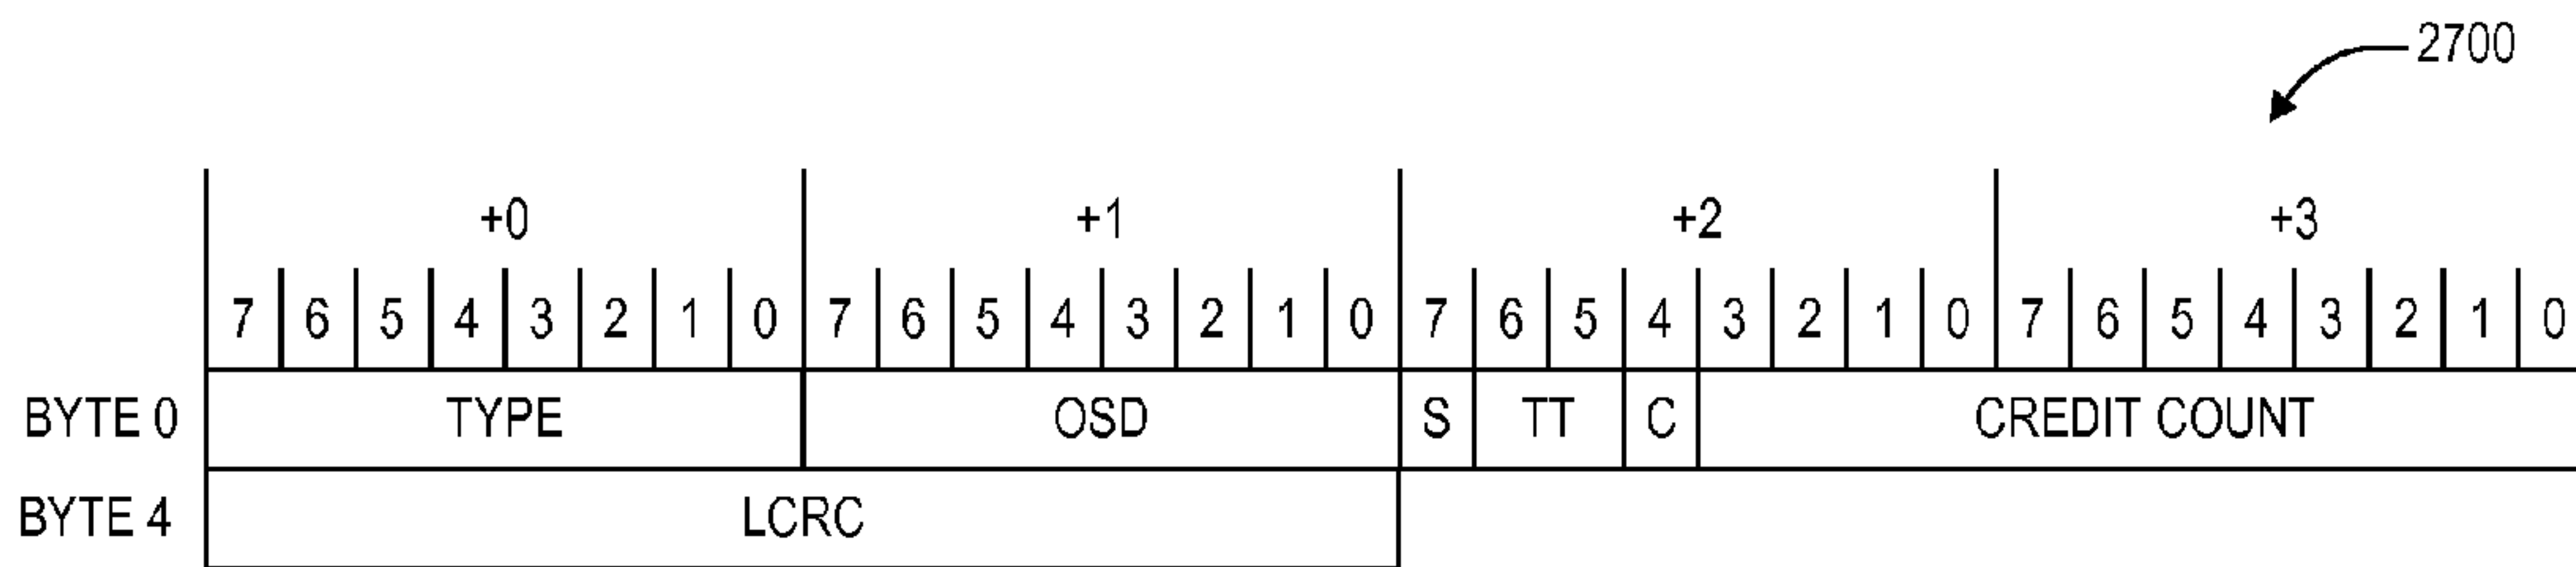 2700
+0 +1 +2 +3
7 6 5 4 3 2 1 0 7 6 5 4 3 2 1 0 7 6 5 4 3 2 1 0 7 6 5 4 3 2 1 0
BYTE 0 TYPE OSD S TT C CREDIT COUNT
BYTE 4 LCRC